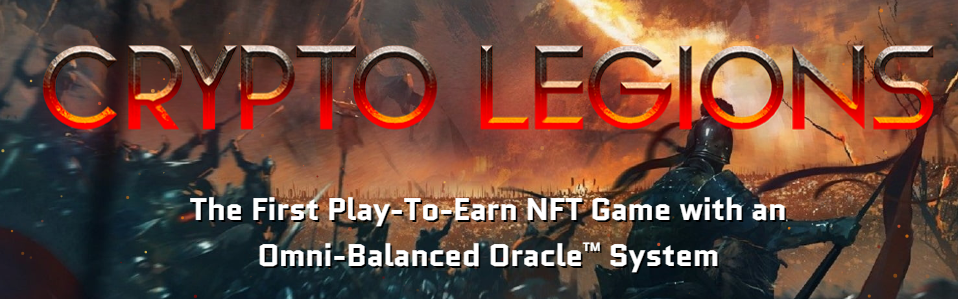 CRYPTO LEGIONS
The First Play-To-Earn NFT Game with an
Omni-Balanced Oracle™ System